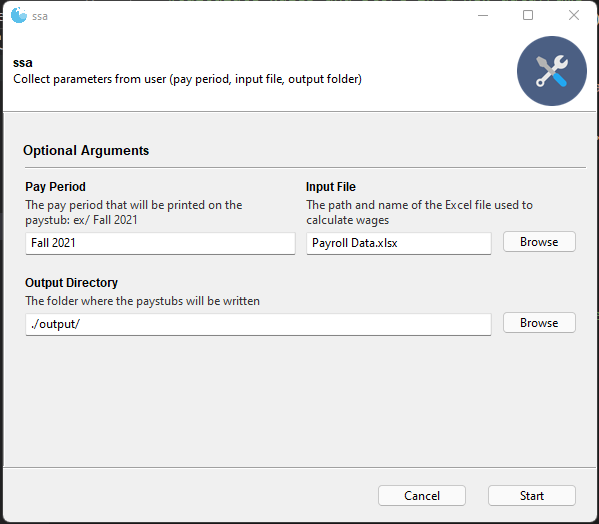 ssa
ssa
Collect parameters from user (pay period, input file, output folder)
Optional Arguments
Pay Period
The pay period that will be printed on the
paystub: ex/ Fall 2021
Fall 2021
Input File
The path and name of the Excel file used to
calculate wages
Payroll Data.xlsx
Browse
Output Directory
The folder where the paystubs will be written
./output/
Browse
Cancel
Start